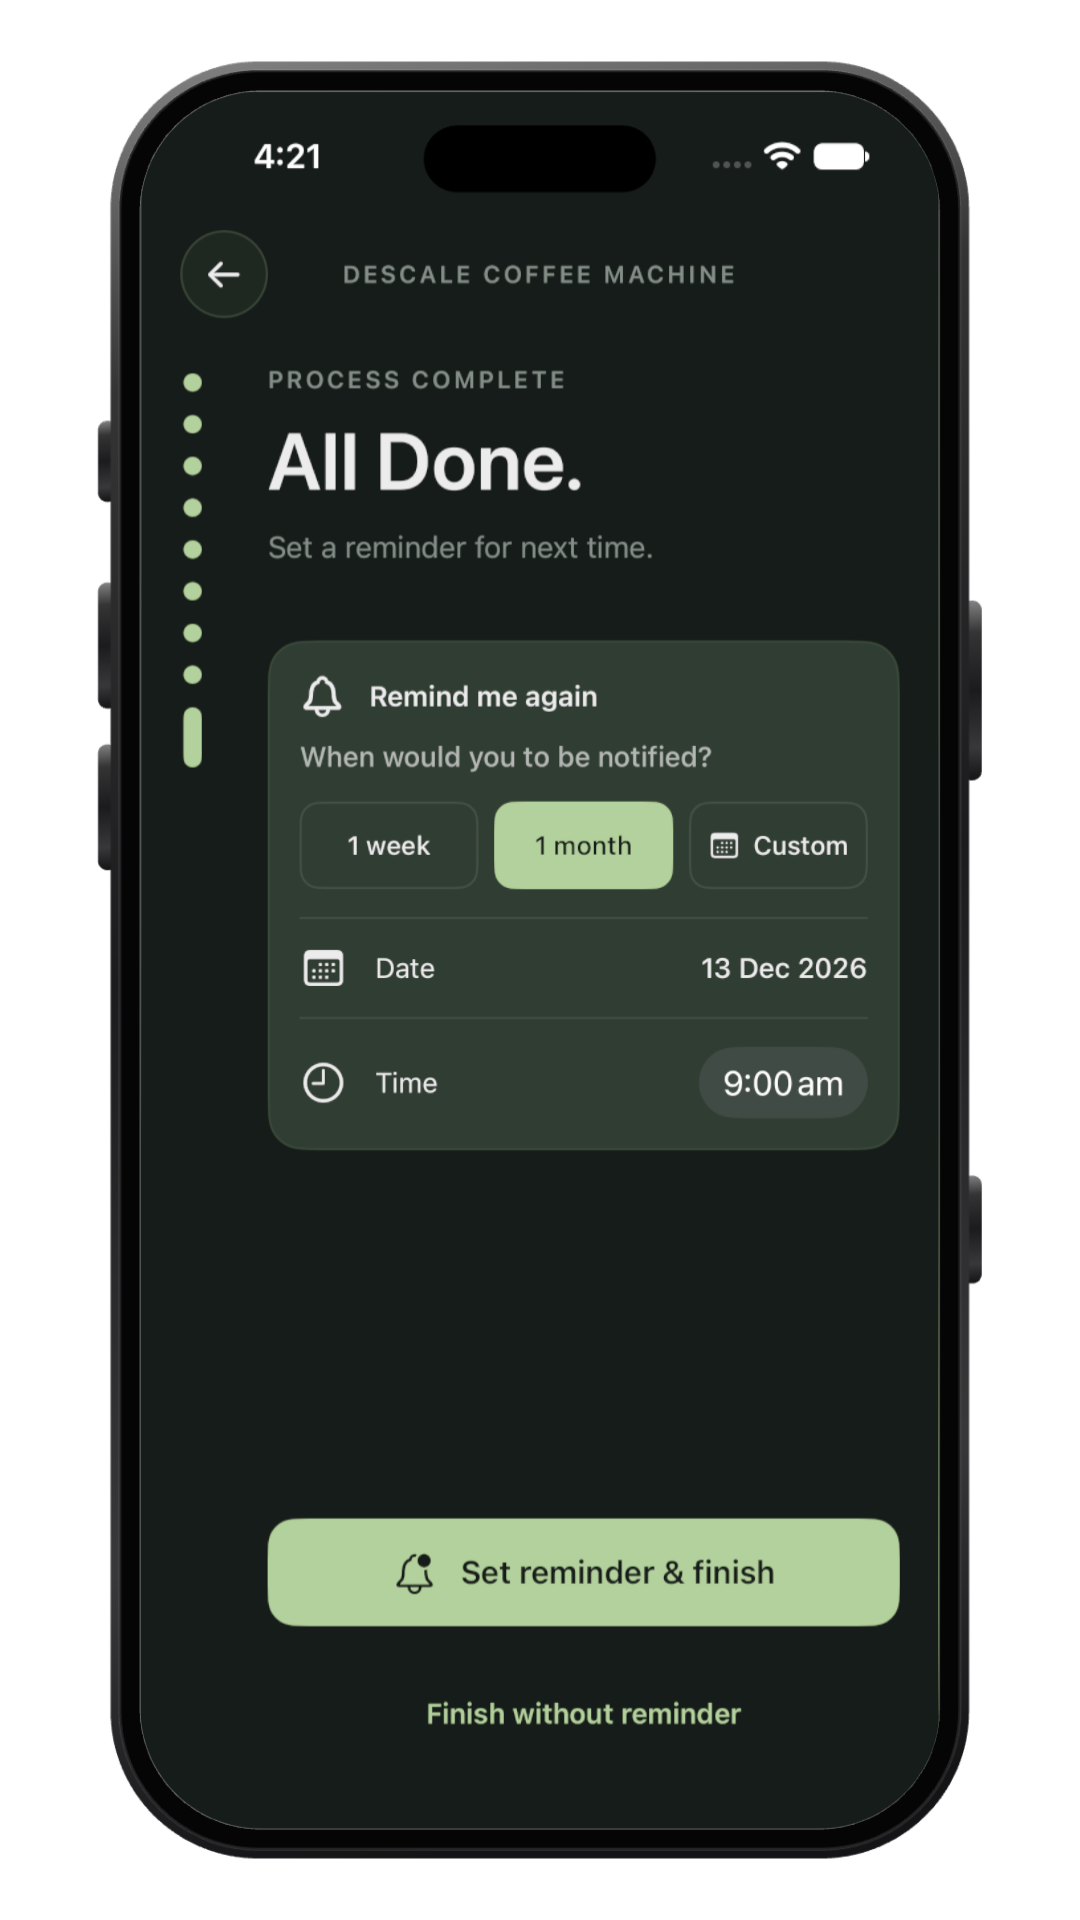 4:21
DESCALE COFFEE MACHINE
PROCESS COMPLETE
All Done.
Set a reminder for next time.
Remind me again
When would you to be notified?
1 week
1 month
Custom
Date
13 Dec 2026
Time
9:00 am
Set reminder & finish
Finish without reminder